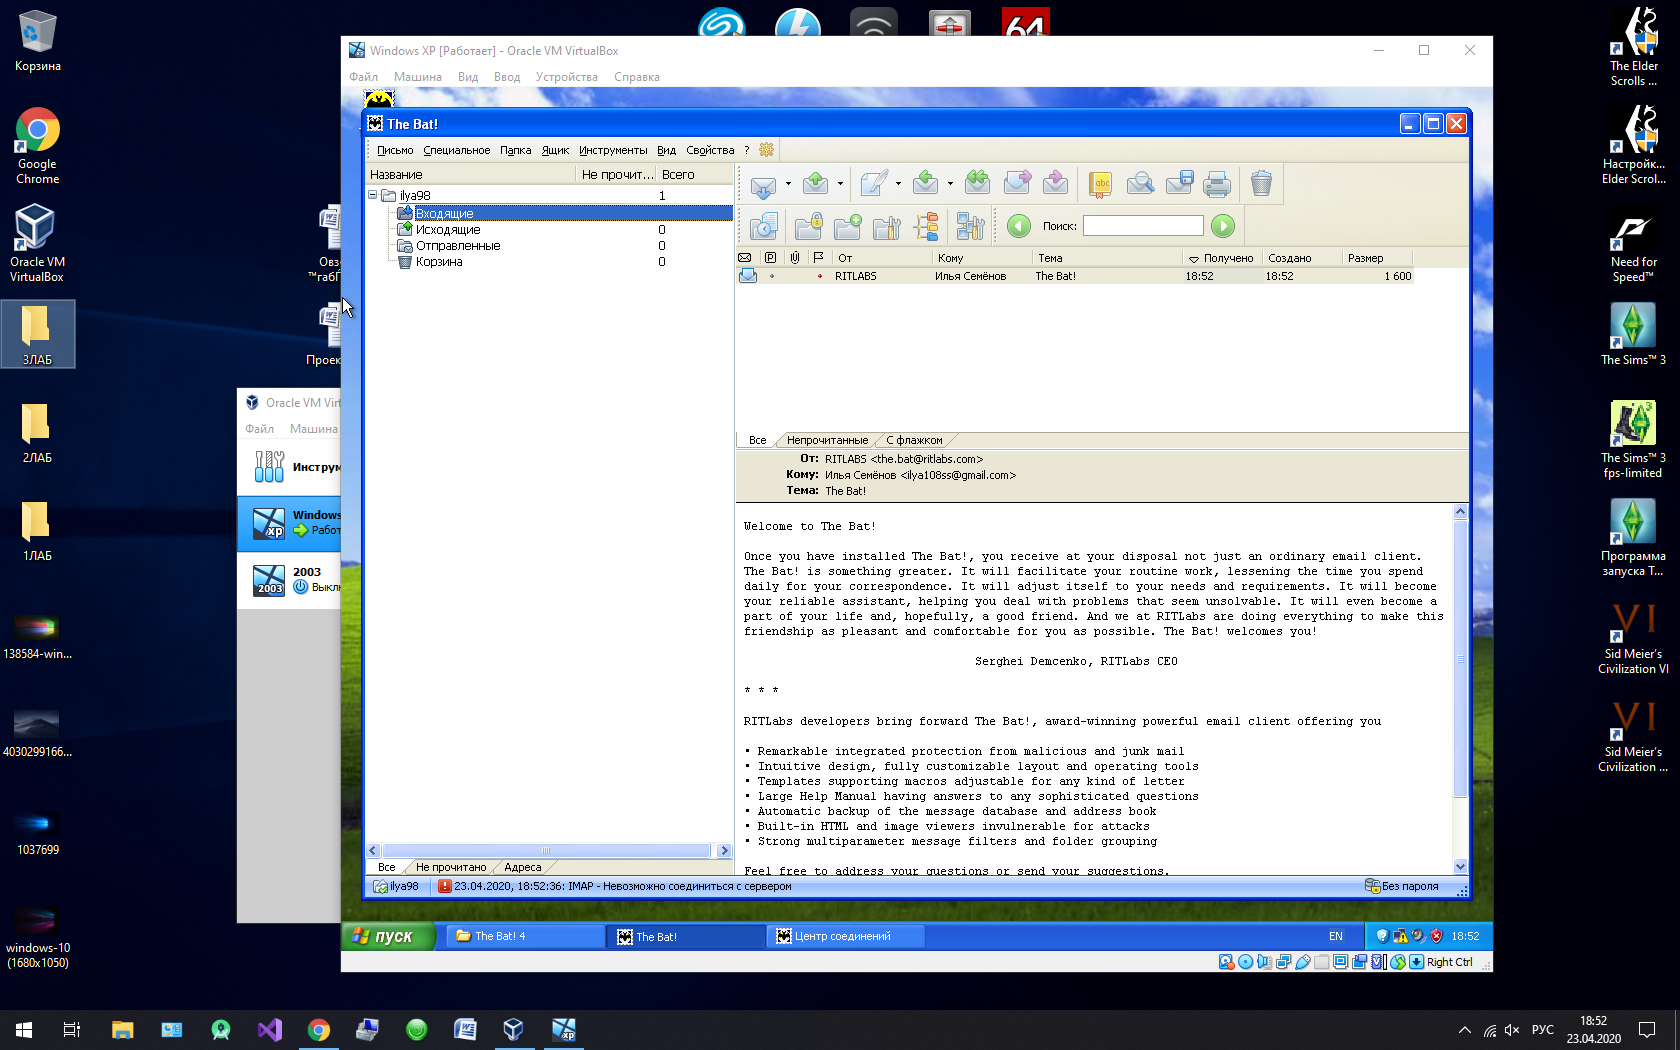 Корзина
Google
Chrome
Oracle VM
VirtualBox
3ЛАБ
2ЛАБ
1ЛАБ
138584-win...
4030299166...
1037699
windows-10
(1680x1050)
Проек
64
Oracle VM Virt
Файл Машина
Инструм
Windows
Работ
2003
Выкл
Windows XP [Работает] - Oracle VM VirtualBox
Файл Машина Вид Ввод Устройства Справка
The Bat!
Письмо Специальное Папка Ящик Инструменты Вид Свойства ?
Название Не прочит... Всего
ilya98 1
Входящие
Исходящие 0
Отправленные 0
Корзина 0
Поиск:
От Кому Тема Получено Создано Размер
RITLABS Илья Семёнов The Bat! 18:52 18:52 1 600
Все Непрочитанные С флажком
От: RITLABS <the.bat@ritlabs.com>
Кому: Илья Семёнов <ilya108ss@gmail.com>
Тема: The Bat!
Welcome to The Bat!
Once you have installed The Bat!, you receive at your disposal not just an ordinary email client.
The Bat! is something greater. It will facilitate your routine work, lessening the time you spend
daily for your correspondence. It will adjust itself to your needs and requirements. It will become
your reliable assistant, helping you deal with problems that seem unsolvable. It will even become a
part of your life and, hopefully, a good friend. And we at RITLabs are doing everything to make this
friendship as pleasant and comfortable for you as possible. The Bat! welcomes you!
Serghei Demcenko, RITLabs CEO
* * *
RITLabs developers bring forward The Bat!, award-winning powerful email client offering you
• Remarkable integrated protection from malicious and junk mail
• Intuitive design, fully customizable layout and operating tools
• Templates supporting macros adjustable for any kind of letter
• Large Help Manual having answers to any sophisticated questions
• Automatic backup of the message database and address book
• Built-in HTML and image viewers invulnerable for attacks
• Strong multiparameter message filters and folder grouping
Feel free to address your questions or send your suggestions.
Все Не прочитано Адреса
ilya98 23.04.2020, 18:52:36: IMAP - Невозможно соединиться с сервером Без пароля
пуск The Bat! 4 The Bat! Центр соединений EN 18:52
Right Ctrl
The Elder
Scrolls ...
Настройк...
Elder Scrol...
Need for
Speed™
The Sims™ 3
The Sims™ 3
fps-limited
Программа
запуска T...
Sid Meier's
Civilization VI
Sid Meier's
Civilization ...
РУС 18:52
23.04.2020